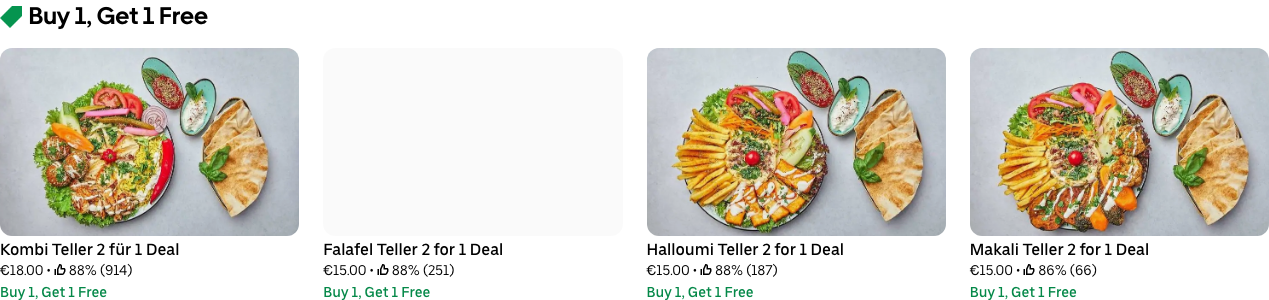 Buy 1, Get 1 Free
Kombi Teller 2 für 1 Deal
€18.00 • 88% (914)
Buy 1, Get 1 Free
Falafel Teller 2 for 1 Deal
€15.00 • 88% (251)
Buy 1, Get 1 Free
Halloumi Teller 2 for 1 Deal
€15.00 • 88% (187)
Buy 1, Get 1 Free
Makali Teller 2 for 1 Deal
€15.00 • 86% (66)
Buy 1, Get 1 Free